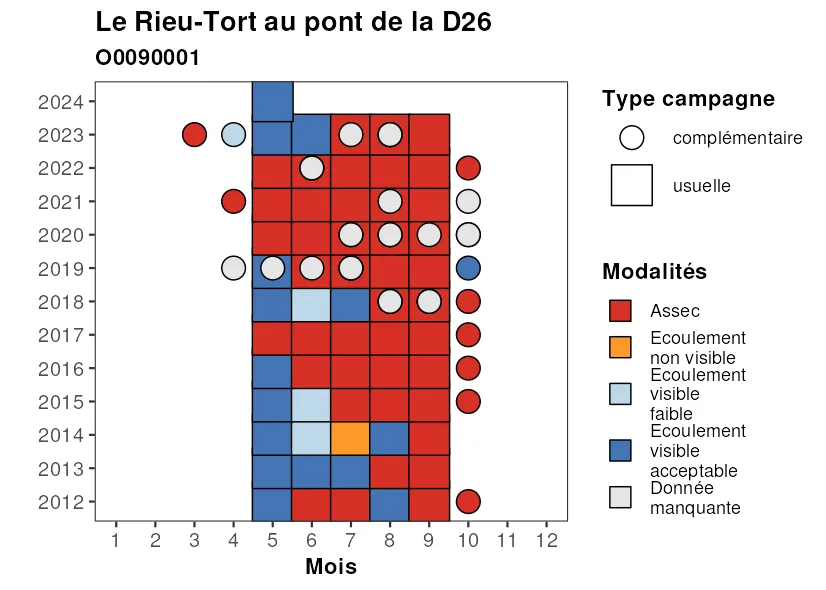 Le Rieu-Tort au pont de la D26
O0090001
2024
2023
2022
2021
2020
2019
2018
2017
2016
2015
2014
2013
2012
1 2 3 4 5 6 7 8 9 10 11 12
Mois
Type campagne
complémentaire
usuelle
Modalités
Assec
Ecoulement
non visible
Ecoulement
visible
faible
Ecoulement
visible
acceptable
Donnée
manquante